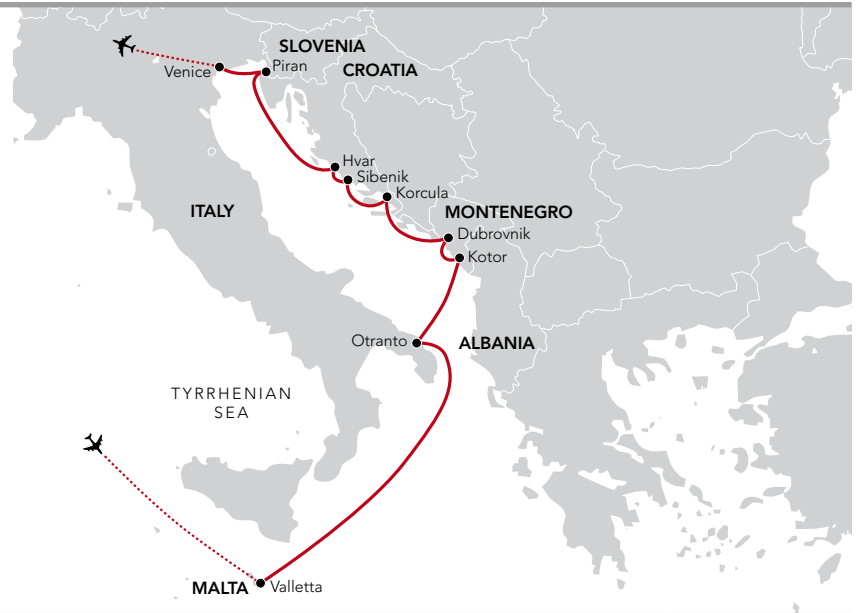 SLOVENIA
Piran
Venice
CROATIA
Hvar
Sibenik
Korcula
ITALY
MONTENEGRO
Dubrovnik
Kotor
Otranto
ALBANIA
TYRRHENIAN
SEA
MALTA
Valletta